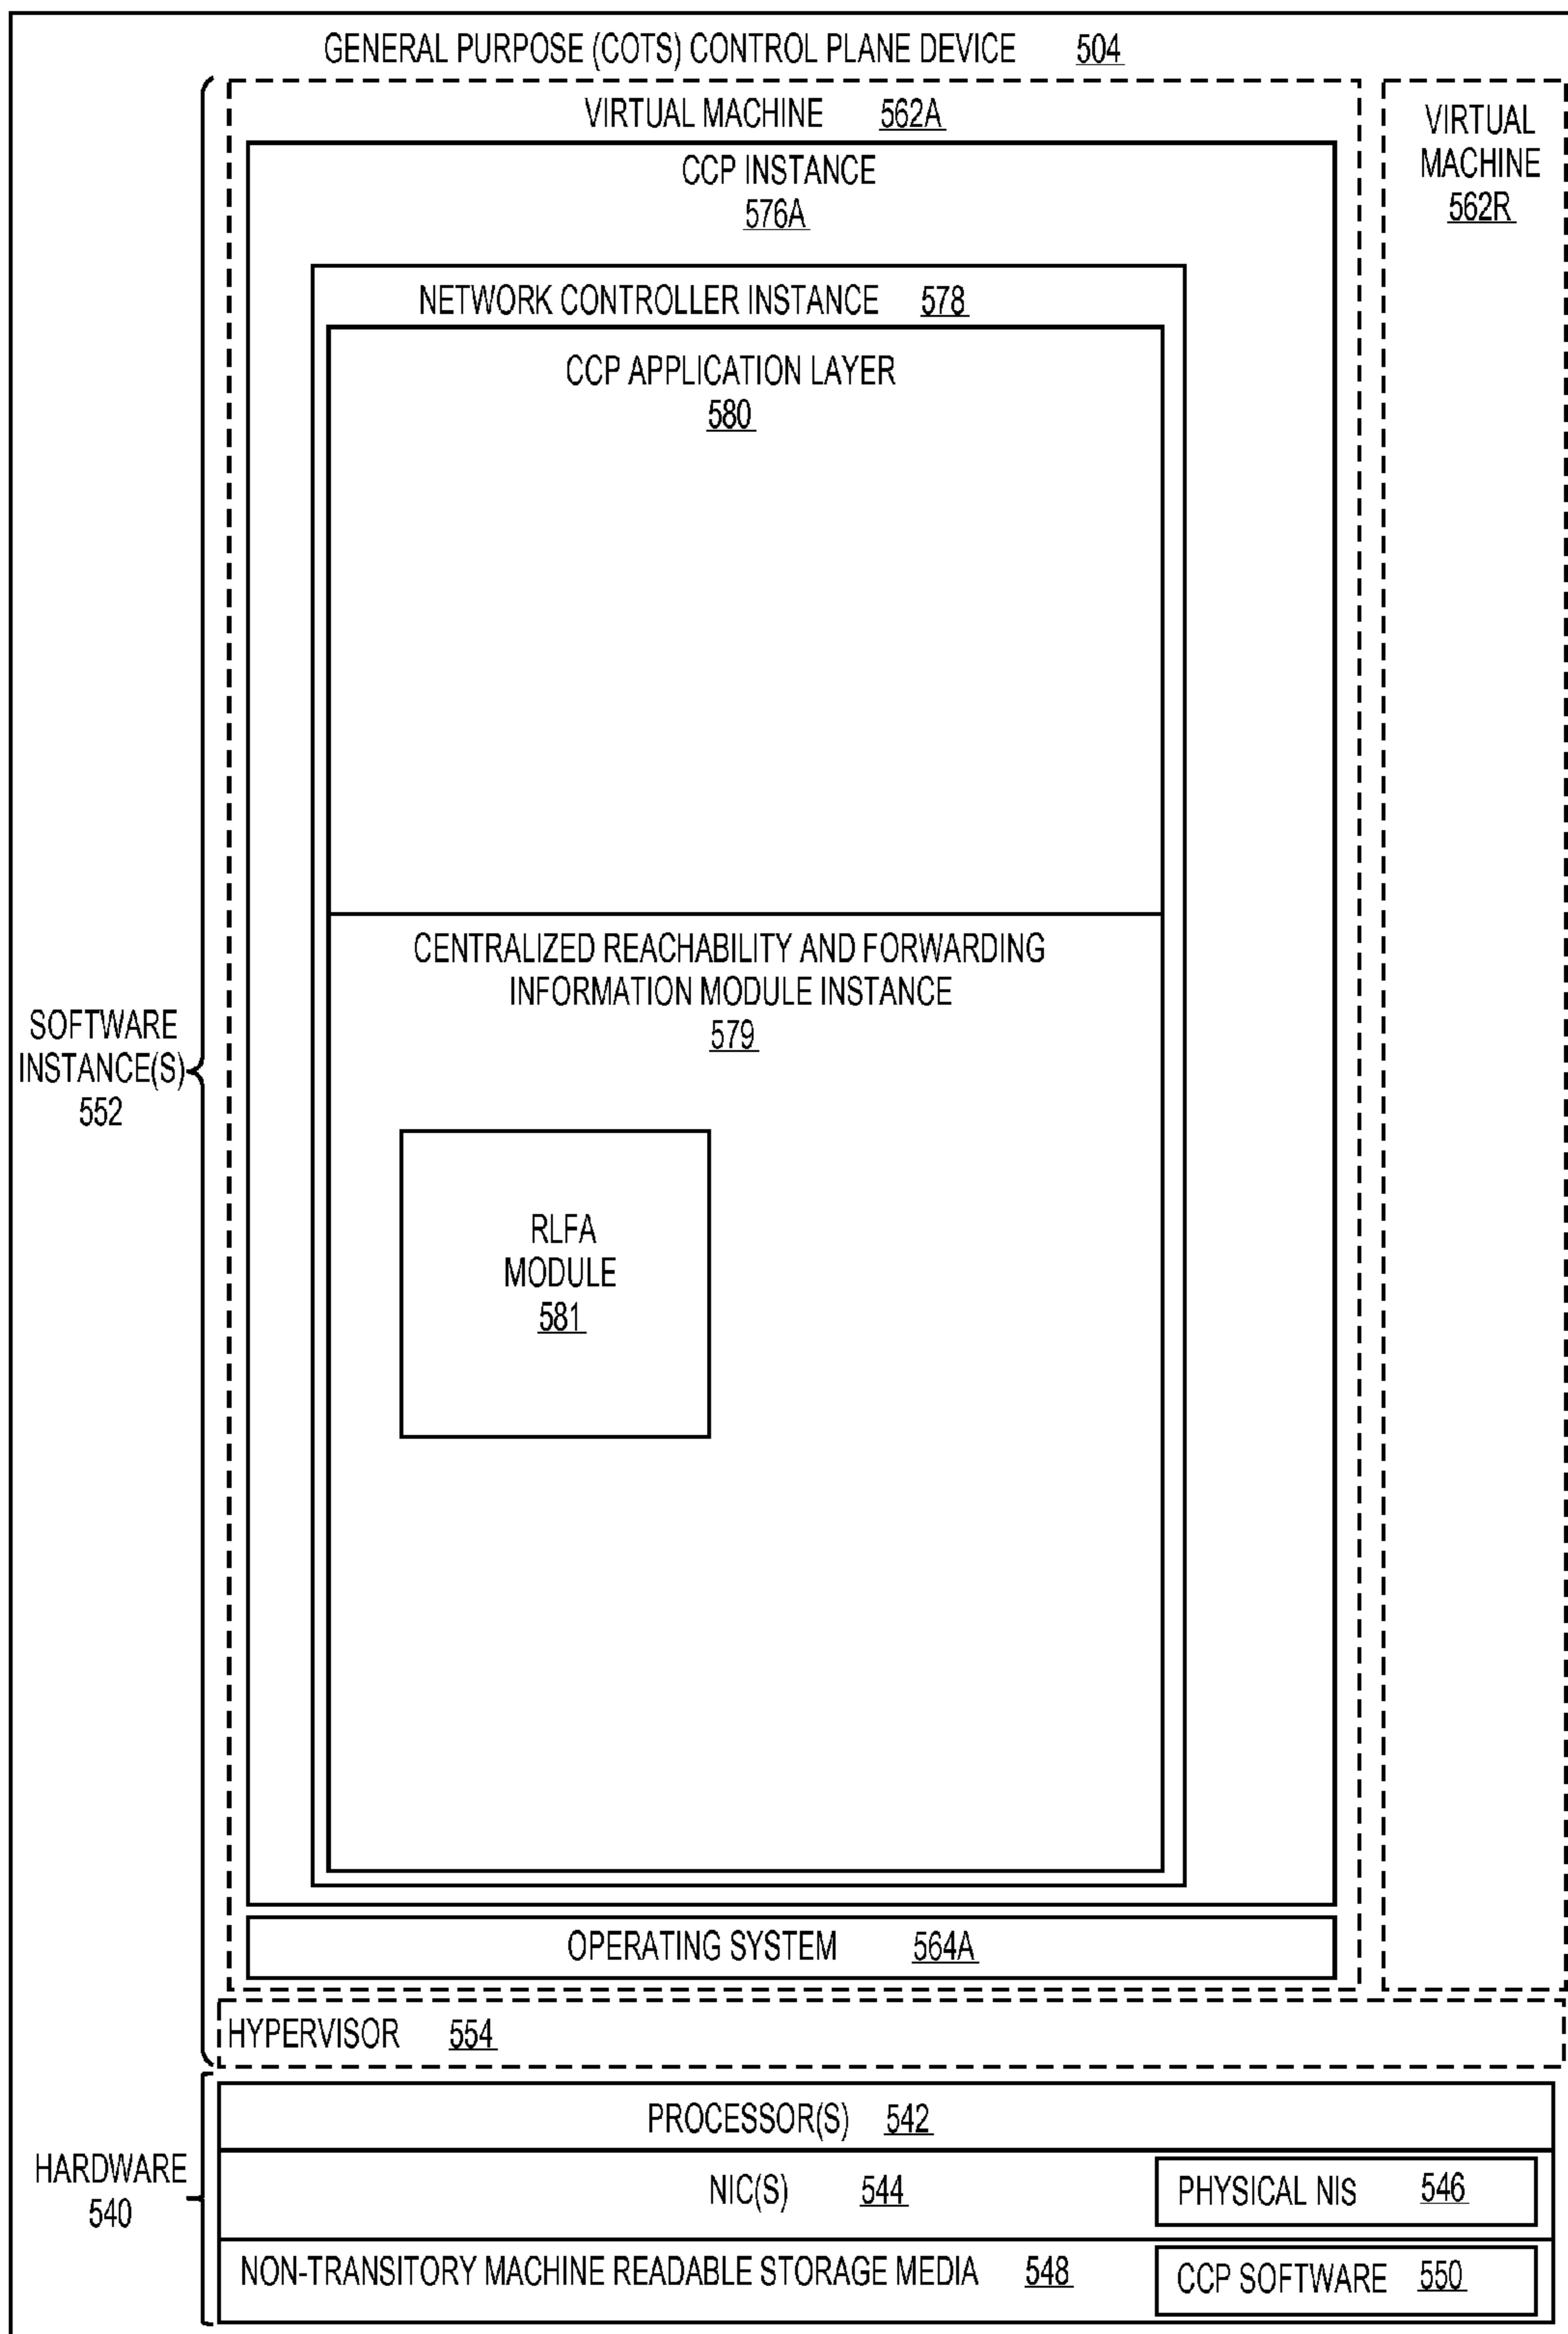 GENERAL PURPOSE (COTS) CONTROL PLANE DEVICE 504
VIRTUAL MACHINE 562A
VIRTUAL
MACHINE
562R
CCP INSTANCE
576A
NETWORK CONTROLLER INSTANCE 578
CCP APPLICATION LAYER
580
CENTRALIZED REACHABILITY AND FORWARDING
INFORMATION MODULE INSTANCE
579
SOFTWARE
INSTANCE(S)
552
RLFA
MODULE
581
OPERATING SYSTEM 564A
HYPERVISOR 554
PROCESSOR(S) 542
HARDWARE
540
NIC(S) 544
PHYSICAL NIs 546
NON-TRANSITORY MACHINE READABLE STORAGE MEDIA 548
CCP SOFTWARE 550